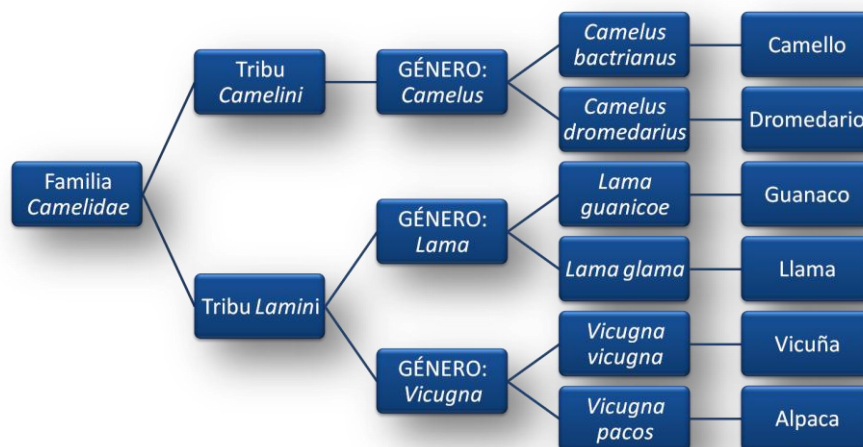 Familia
Camelidae
Tribu
Camelini
GÉNERO:
Camelus
Camelus
bactrianus
Camello
Camelus
dromedarius
Dromedario
Tribu Lamini
GÉNERO:
Lama
Lama
guanicoe
Guanaco
Lama glama
Llama
GÉNERO:
Vicugna
Vicugna
vicugna
Vicuña
Vicugna
pacos
Alpaca